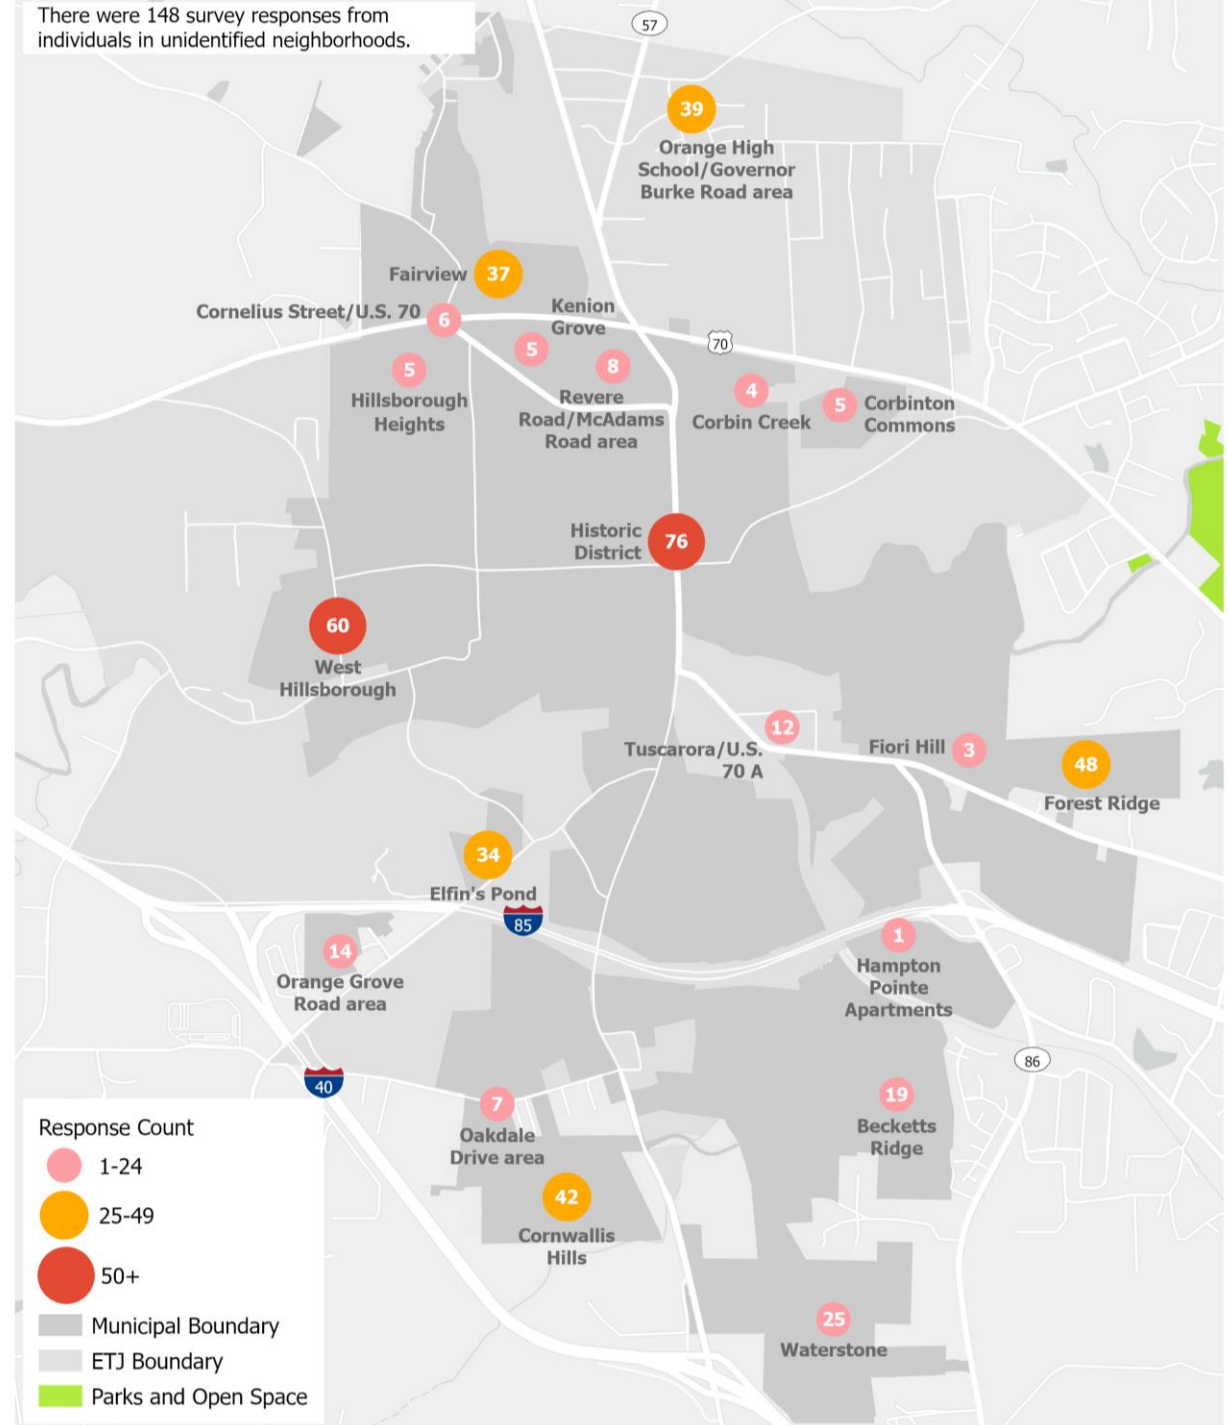 There were 148 survey responses from
individuals in unidentified neighborhoods.
57
39
Orange High
School/Governor
Burke Road area
Fairview 37
Cornelius Street/U.S. 70 6
Kenion
Grove
5
70
5
Hillsborough
Heights
8
Revere
Road/McAdams
Road area
4
Corbin Creek
5 Corbinton
Commons
Historic
District
76
60
West
Hillsborough
12
Tuscarora/U.S.
70 A
Fiori Hill 3
48
Forest Ridge
34
Elfin's Pond
85
14
Orange Grove
Road area
1
Hampton
Pointe
Apartments
86
40
19
Becketts
Ridge
7
Oakdale
Drive area
42
Cornwallis
Hills
25
Waterstone
Response Count
1-24
25-49
50+
Municipal Boundary
ETJ Boundary
Parks and Open Space